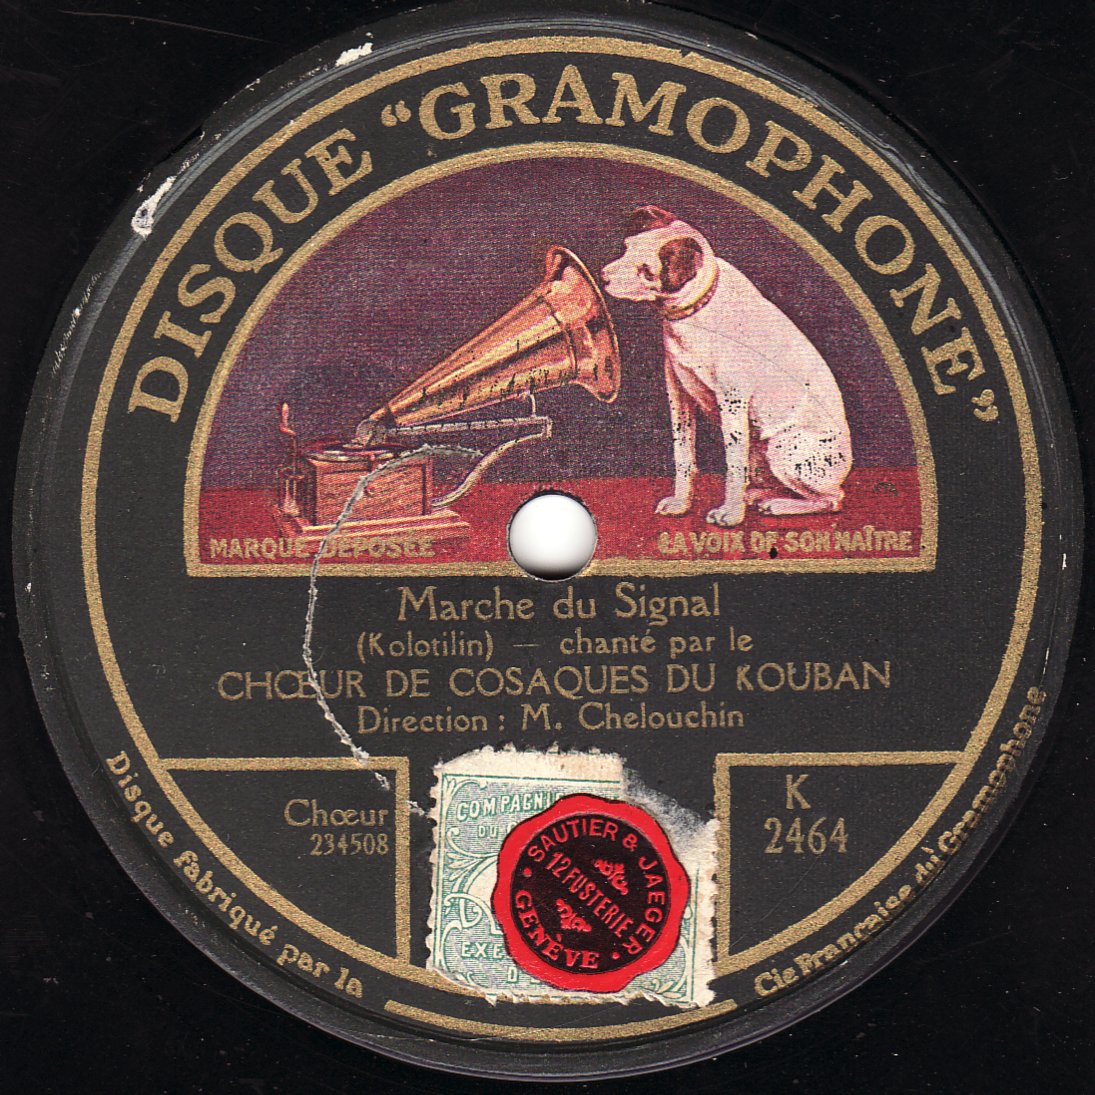 DISQUE “GRAMOPHONE”
MARQUE DÉPOSÉE
LA VOIX DE SON MAÎTRE
Marche du Signal
(Kolotilin) — chanté par le
CHŒUR DE COSAQUES DU KOUBAN
Direction : M. Chelouchin
Chœur
234508
K
2464
COMPAGNIE
DU
EXE
D
SAUTIER & JAEGER
12 FUSTERIE
• GENÈVE •
Disque fabriqué par la
Cie Française du Gramophone